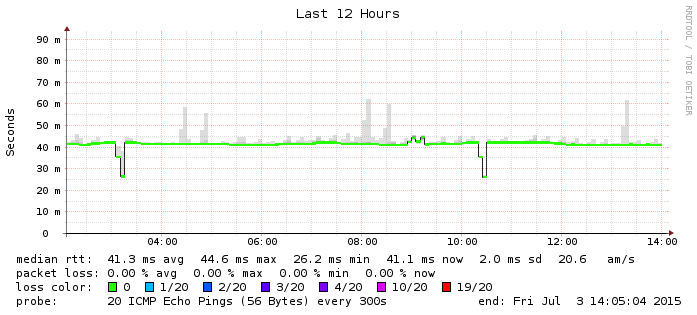 Last 12 Hours
RRDTOOL / TOBI OETIKER
Seconds
90 m
80 m
70 m
60 m
50 m
40 m
30 m
20 m
10 m
0
04:00 06:00 08:00 10:00 12:00 14:00
median rtt: 41.3 ms avg 44.6 ms max 26.2 ms min 41.1 ms now 2.0 ms sd 20.6 am/s
packet loss: 0.00 % avg 0.00 % max 0.00 % min 0.00 % now
loss color: 0 1/20 2/20 3/20 4/20 10/20 19/20
probe: 20 ICMP Echo Pings (56 Bytes) every 300s end: Fri Jul 3 14:05:04 2015